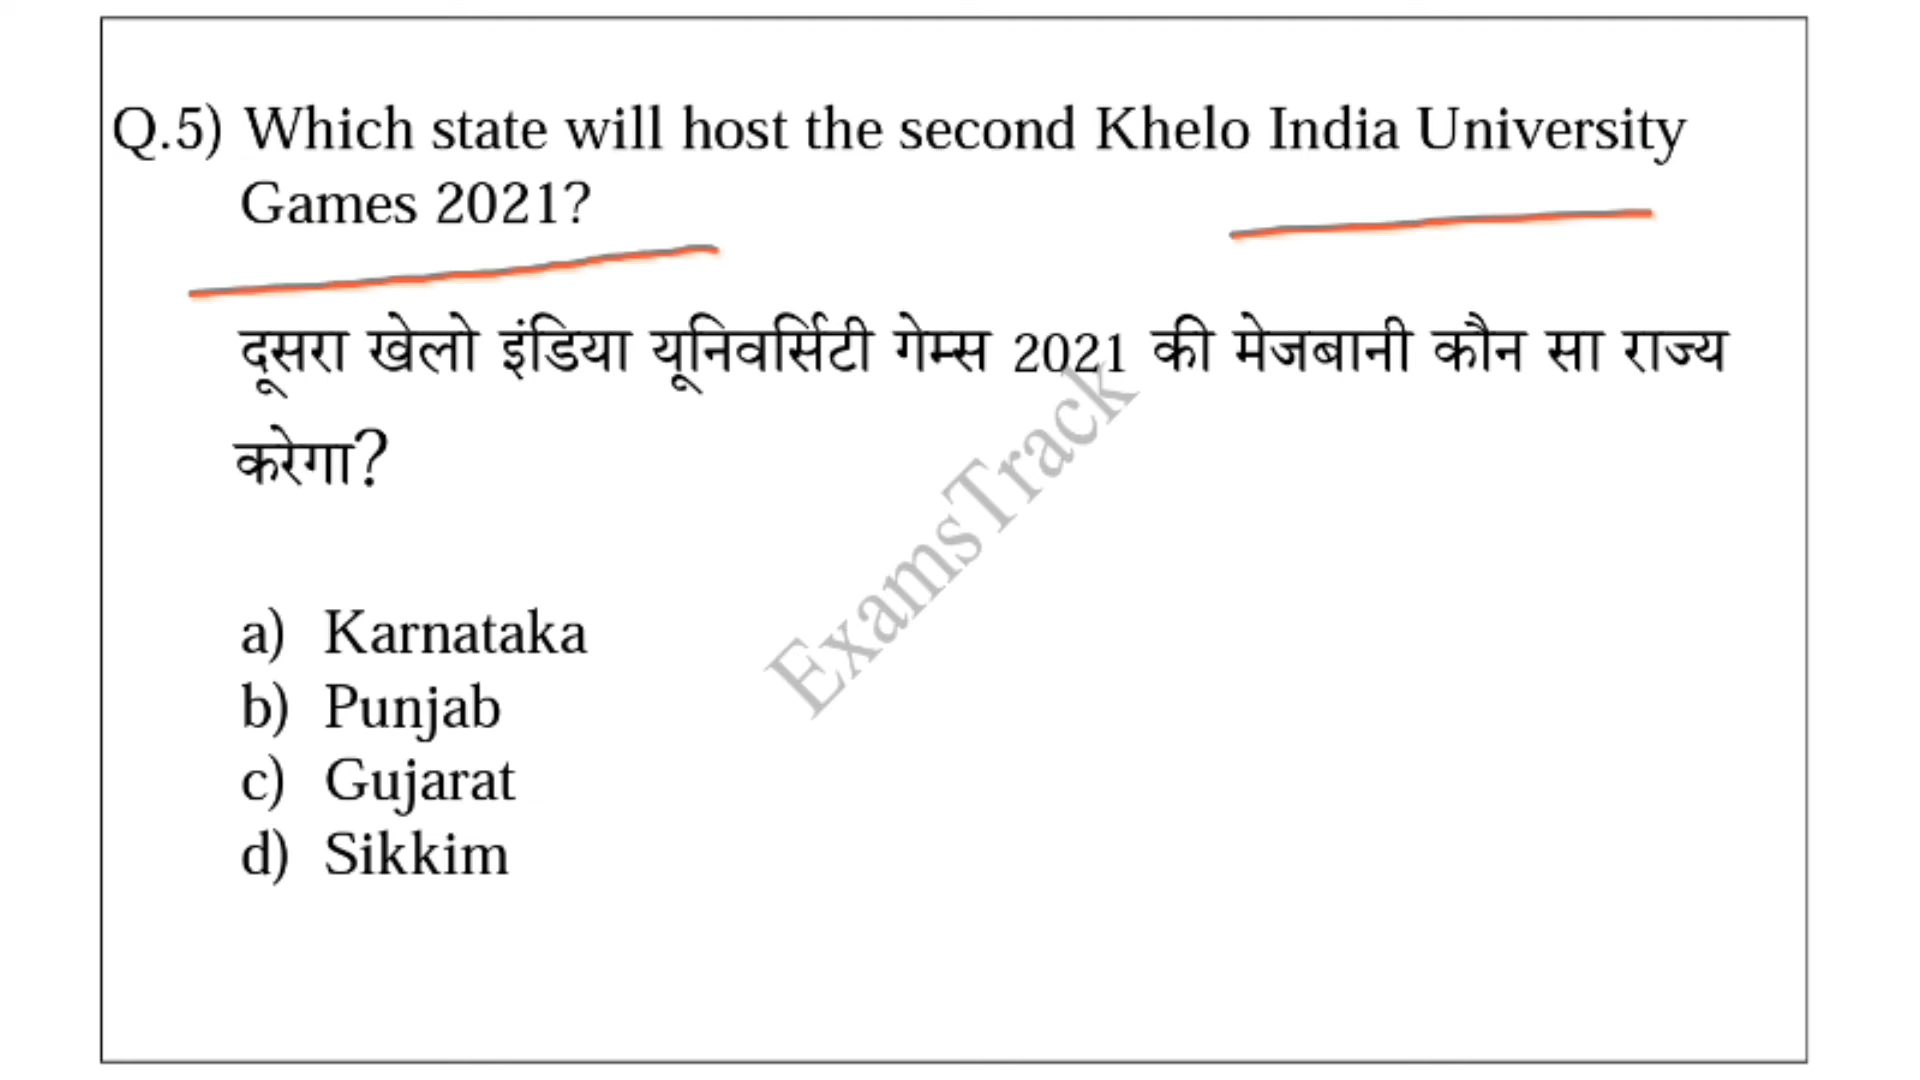 Q.5) Which state will host the second Khelo India University
Games 2021?
दूसरा खेलो इंडिया यूनिवर्सिटी गेम्स 2021 की मेजबानी कौन सा राज्य
करेगा?
ExamsTrack
a) Karnataka
b) Punjab
c) Gujarat
d) Sikkim